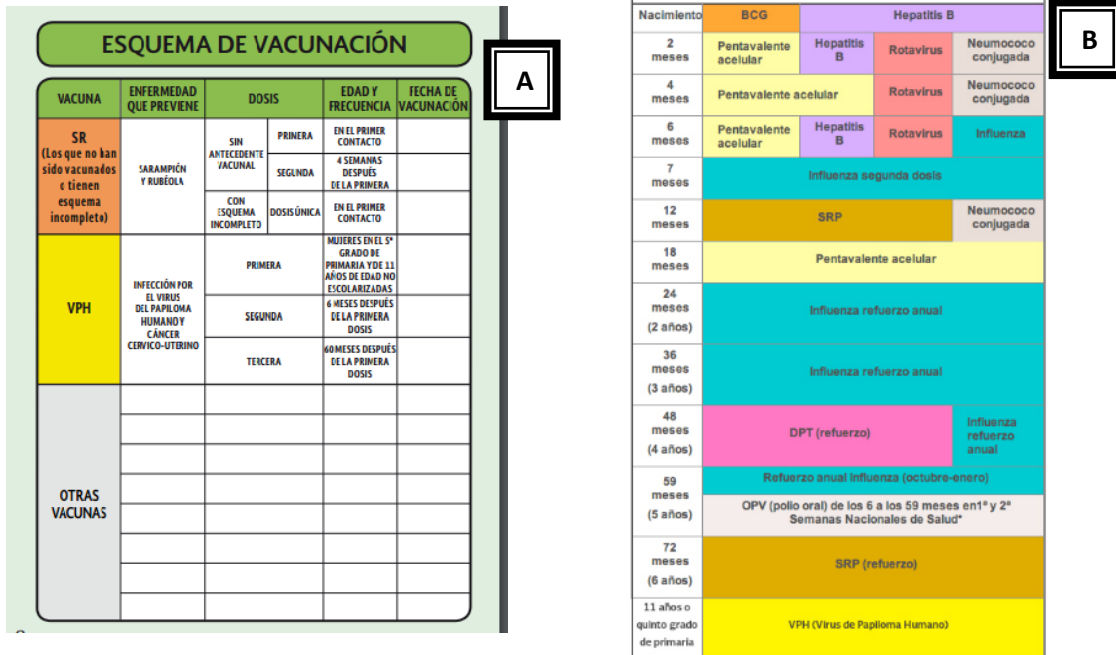 ESQUEMA DE VACUNACIÓN
A
VACUNA
ENFERMEDAD
QUE PREVIENE
DOSIS
EDAD Y
FRECUENCIA
FECHA DE
VACUNACIÓN
SR
(Los que no han
sido vacunados
o tienen
esquema
incompleto)
SARAMPIÓN
Y RUBÉOLA
SIN
ANTECEDENTE
VACUNAL
PRINERA
EN EL PRIMER
CONTACTO
SEGUNDA
4 SEMANAS
DESPUÉS
DE LA PRIMERA
CON
ESQUEMA
INCOMPLETO
DOSIS ÚNICA
EN EL PRIMER
CONTACTO
VPH
INFECCIÓN POR
EL VIRUS
DEL PAPILOMA
HUMANO Y
CÁNCER
CERVICO-UTERINO
PRIMERA
MUJERES EN EL 5°
GRADO DE
PRIMARIA Y DE 11
AÑOS DE EDAD NO
ESCOLARIZADAS
SEGUNDA
6 MESES DESPUÉS
DE LA PRIMERA
DOSIS
TERCERA
60 MESES DESPUÉS
DE LA PRIMERA
DOSIS
OTRAS
VACUNAS
B
Nacimiento
BCG
Hepatitis B
2
meses
Pentavalente
acelular
Hepatitis
B
Rotavirus
Neumococo
conjugada
4
meses
Pentavalente acelular
Rotavirus
Neumococo
conjugada
6
meses
Pentavalente
acelular
Hepatitis
B
Rotavirus
Influenza
7
meses
Influenza segunda dosis
12
meses
SRP
Neumococo
conjugada
18
meses
Pentavalente acelular
24
meses
(2 años)
Influenza refuerzo anual
36
meses
(3 años)
Influenza refuerzo anual
48
meses
(4 años)
DPT (refuerzo)
Influenza
refuerzo
anual
59
meses
(5 años)
Refuerzo anual Influenza (octubre-enero)
OPV (polio oral) de los 6 a los 59 meses en1ª y 2ª
Semanas Nacionales de Salud*
72
meses
(6 años)
SRP (refuerzo)
11 años o
quinto grado
de primaria
VPH (Virus de Papiloma Humano)